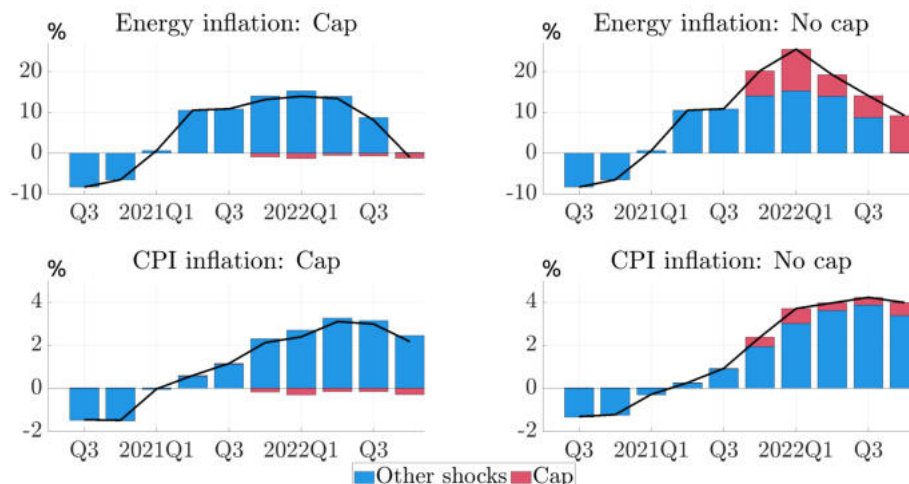 Energy inflation: Cap
%
20
10
0
-10
Q3 2021Q1 Q3 2022Q1 Q3
Energy inflation: No cap
%
20
10
0
-10
Q3 2021Q1 Q3 2022Q1 Q3
CPI inflation: Cap
%
4
2
0
-2
Q3 2021Q1 Q3 2022Q1 Q3
CPI inflation: No cap
%
4
2
0
-2
Q3 2021Q1 Q3 2022Q1 Q3
Other shocks Cap